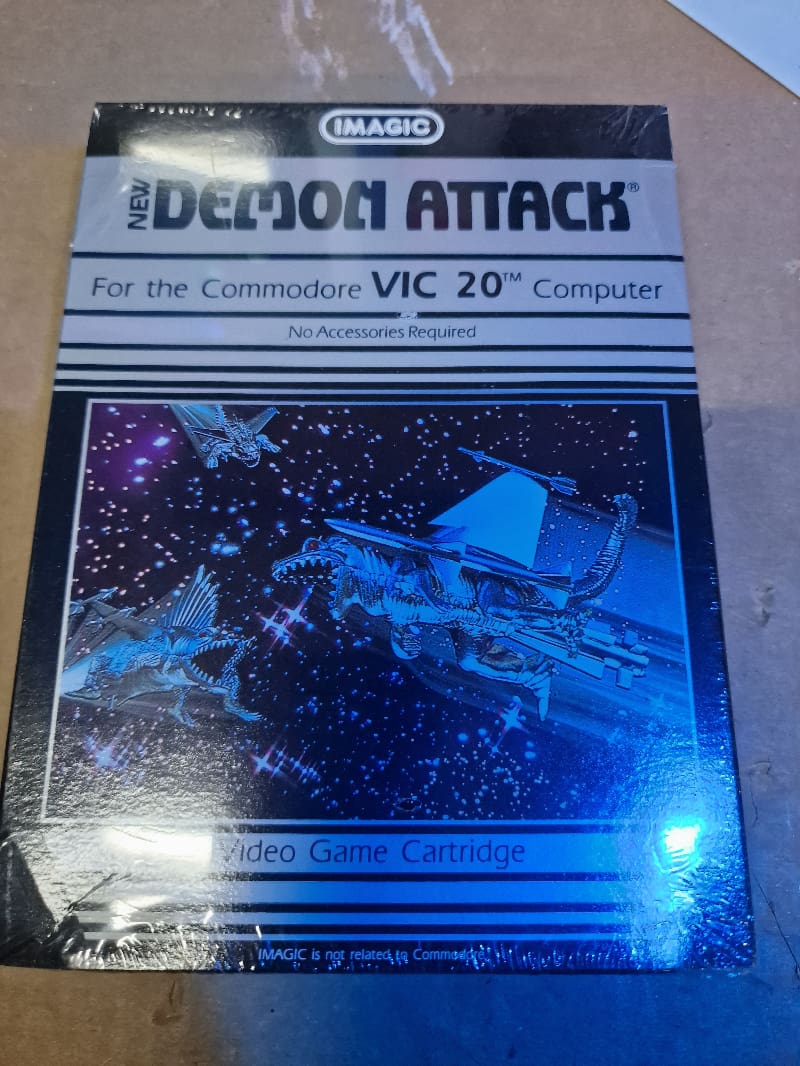 IMAGIC
NEW DEMON ATTACK®
For the Commodore VIC 20™ Computer
No Accessories Required
Video Game Cartridge
IMAGIC is not related to Commodore.